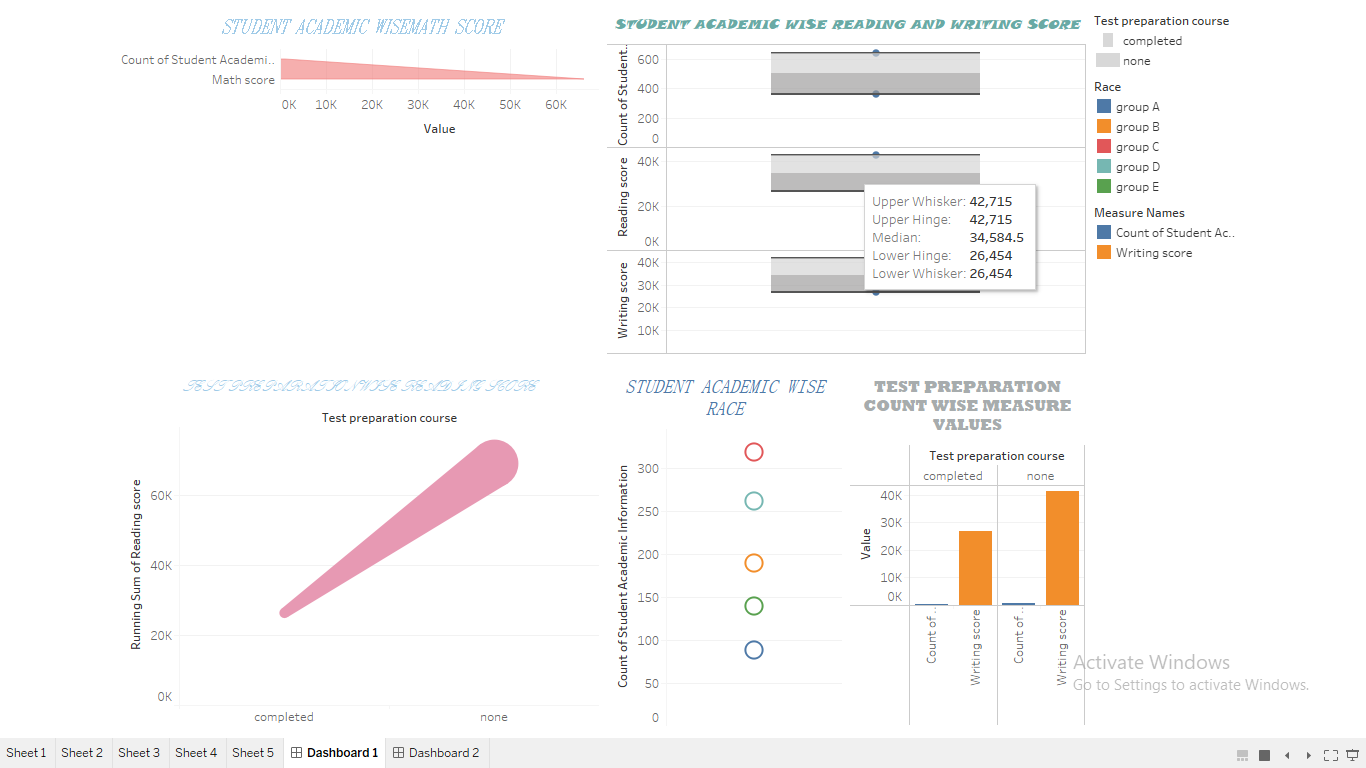 STUDENT ACADEMIC WISEMATH SCORE
Count of Student Academi..
Math score
0K 10K 20K 30K 40K 50K 60K
Value
STUDENT ACADEMIC WISE READING AND WRITING SCORE
Count of Student..
600
400
200
0
Reading score
40K
20K
0K
Writing score
40K
30K
20K
10K
Upper Whisker: 42,715
Upper Hinge: 42,715
Median: 34,584.5
Lower Hinge: 26,454
Lower Whisker: 26,454
Test preparation course
completed
none
Race
group A
group B
group C
group D
group E
Measure Names
Count of Student Ac..
Writing score
TEST PREPARATION WISE READING SCORE
Test preparation course
Running Sum of Reading score
60K
40K
20K
0K
completed none
STUDENT ACADEMIC WISE
RACE
Count of Student Academic Information
300
250
200
150
100
50
0
TEST PREPARATION
COUNT WISE MEASURE
VALUES
Test preparation course
completed none
Value
40K
30K
20K
10K
0K
Count of ..
Writing score
Count of ..
Writing score
Activate Windows
Go to Settings to activate Windows.
Sheet 1 Sheet 2 Sheet 3 Sheet 4 Sheet 5 Dashboard 1 Dashboard 2